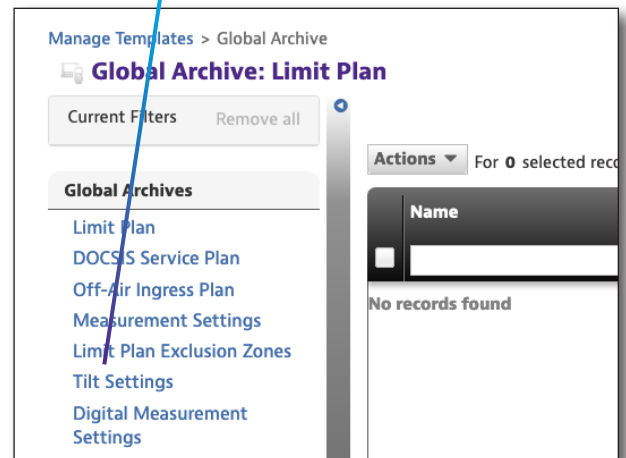 Manage Templates > Global Archive
Global Archive: Limit Plan
Current Filters Remove all
Actions For 0 selected
Global Archives
Name
Limit Plan
DOCSIS Service Plan
Off-Air Ingress Plan
No records found
Measurement Settings
Limit Plan Exclusion Zones
Tilt Settings
Digital Measurement
Settings